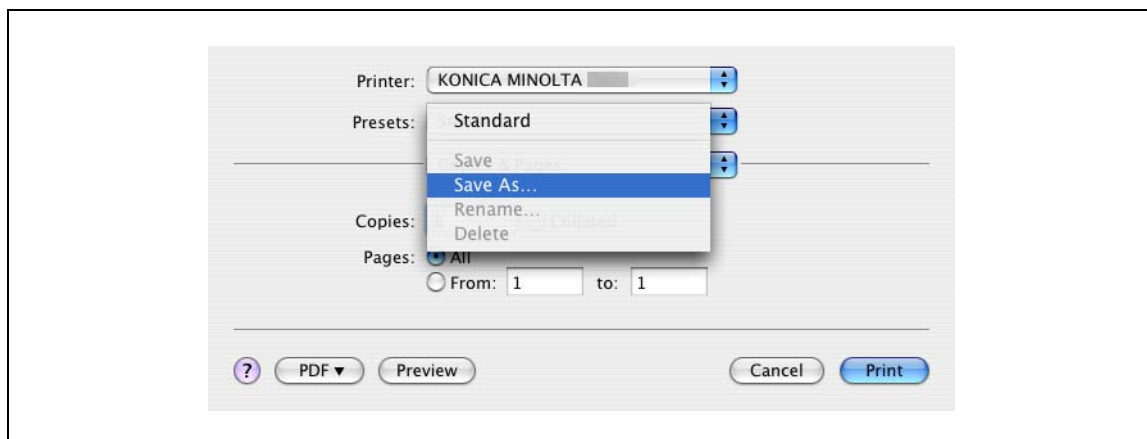 Printer: KONICA MINOLTA
Presets: Standard
Save
Save As...
Rename...
Delete
Copies: Collated
Pages: All
From: 1 to: 1
? PDF ▼ Preview Cancel Print